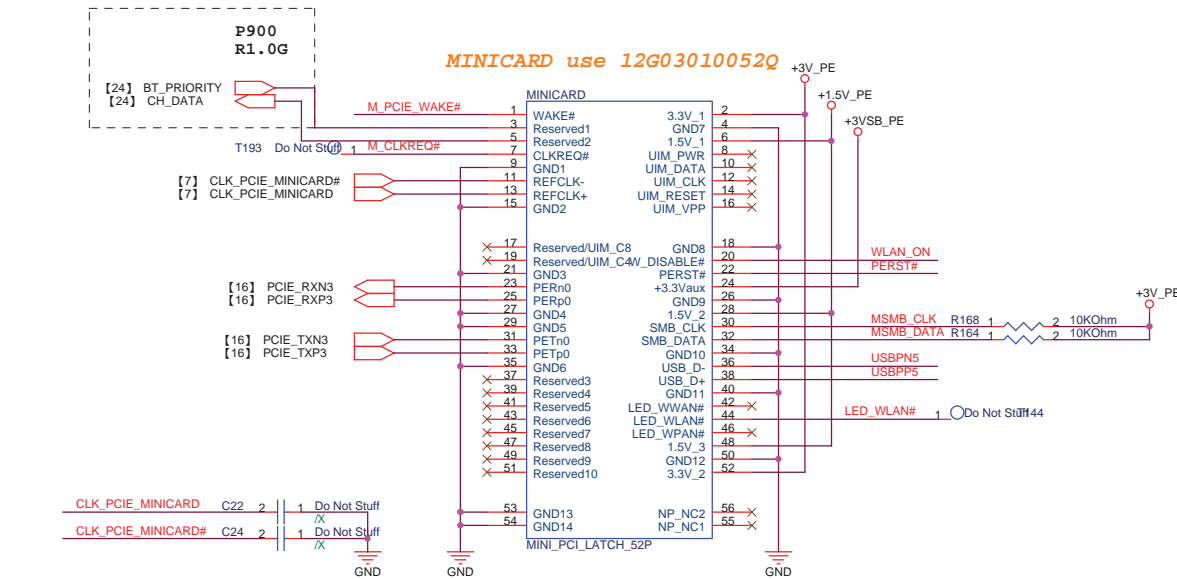 P900
R1.0G
MINICARD use 12G03010052Q
+3V_PE
+1.5V_PE
+3VSB_PE
【24】 BT_PRIORITY
【24】 CH_DATA
MINICARD
M_PCIE_WAKE# 1 WAKE# 3.3V_1 2
3 Reserved1 GND7 4
5 Reserved2 1.5V_1 6
T193 Do Not Stuff 1 M_CLKREQ# 7 CLKREQ# UIM_PWR 8
9 GND1 UIM_DATA 10
【7】 CLK_PCIE_MINICARD# 11 REFCLK- UIM_CLK 12
【7】 CLK_PCIE_MINICARD 13 REFCLK+ UIM_RESET 14
15 GND2 UIM_VPP 16
17 Reserved/UIM_C8 GND8 18
19 Reserved/UIM_C4 W_DISABLE# 20 WLAN_ON
21 GND3 PERST# 22 PERST#
【16】 PCIE_RXN3 23 PERn0 +3.3Vaux 24
【16】 PCIE_RXP3 25 PERp0 GND9 26
+3V_PE
27 GND4 1.5V_2 28
29 GND5 SMB_CLK 30 MSMB_CLK R168 1 2 10KOhm
【16】 PCIE_TXN3 31 PETn0 SMB_DATA 32 MSMB_DATA R164 1 2 10KOhm
【16】 PCIE_TXP3 33 PETp0 GND10 34
35 GND6 USB_D- 36 USBPN5
37 Reserved3 USB_D+ 38 USBPP5
39 Reserved4 GND11 40
41 Reserved5 LED_WWAN# 42
43 Reserved6 LED_WLAN# 44 LED_WLAN# 1 Do Not Stuff T144
45 Reserved7 LED_WPAN# 46
47 Reserved8 1.5V_3 48
49 Reserved9 GND12 50
51 Reserved10 3.3V_2 52
53 GND13 NP_NC2 56
54 GND14 NP_NC1 55
MINI_PCI_LATCH_52P
CLK_PCIE_MINICARD C22 2 1 Do Not Stuff
/X
CLK_PCIE_MINICARD# C24 2 1 Do Not Stuff
/X
GND
GND
GND